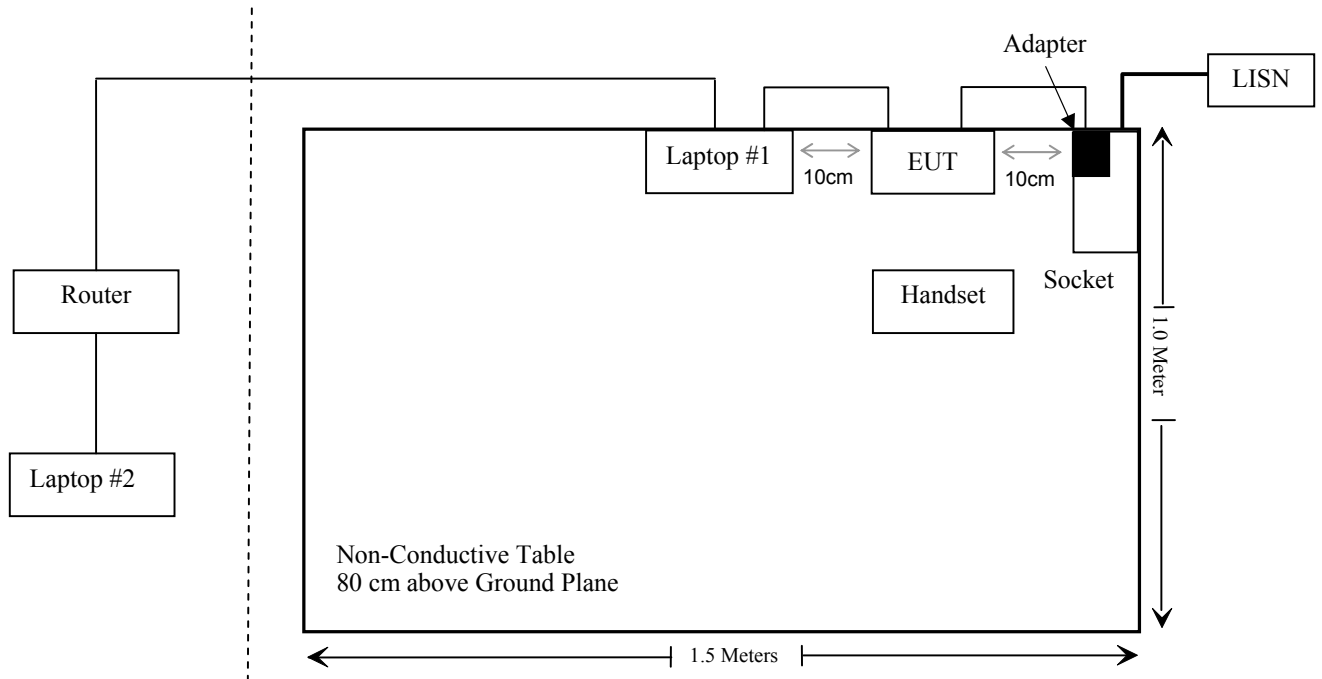 Adapter
LISN
Laptop #1
EUT
10cm
10cm
Router
Handset
Socket
1.0 Meter
Laptop #2
Non-Conductive Table
80 cm above Ground Plane
1.5 Meters